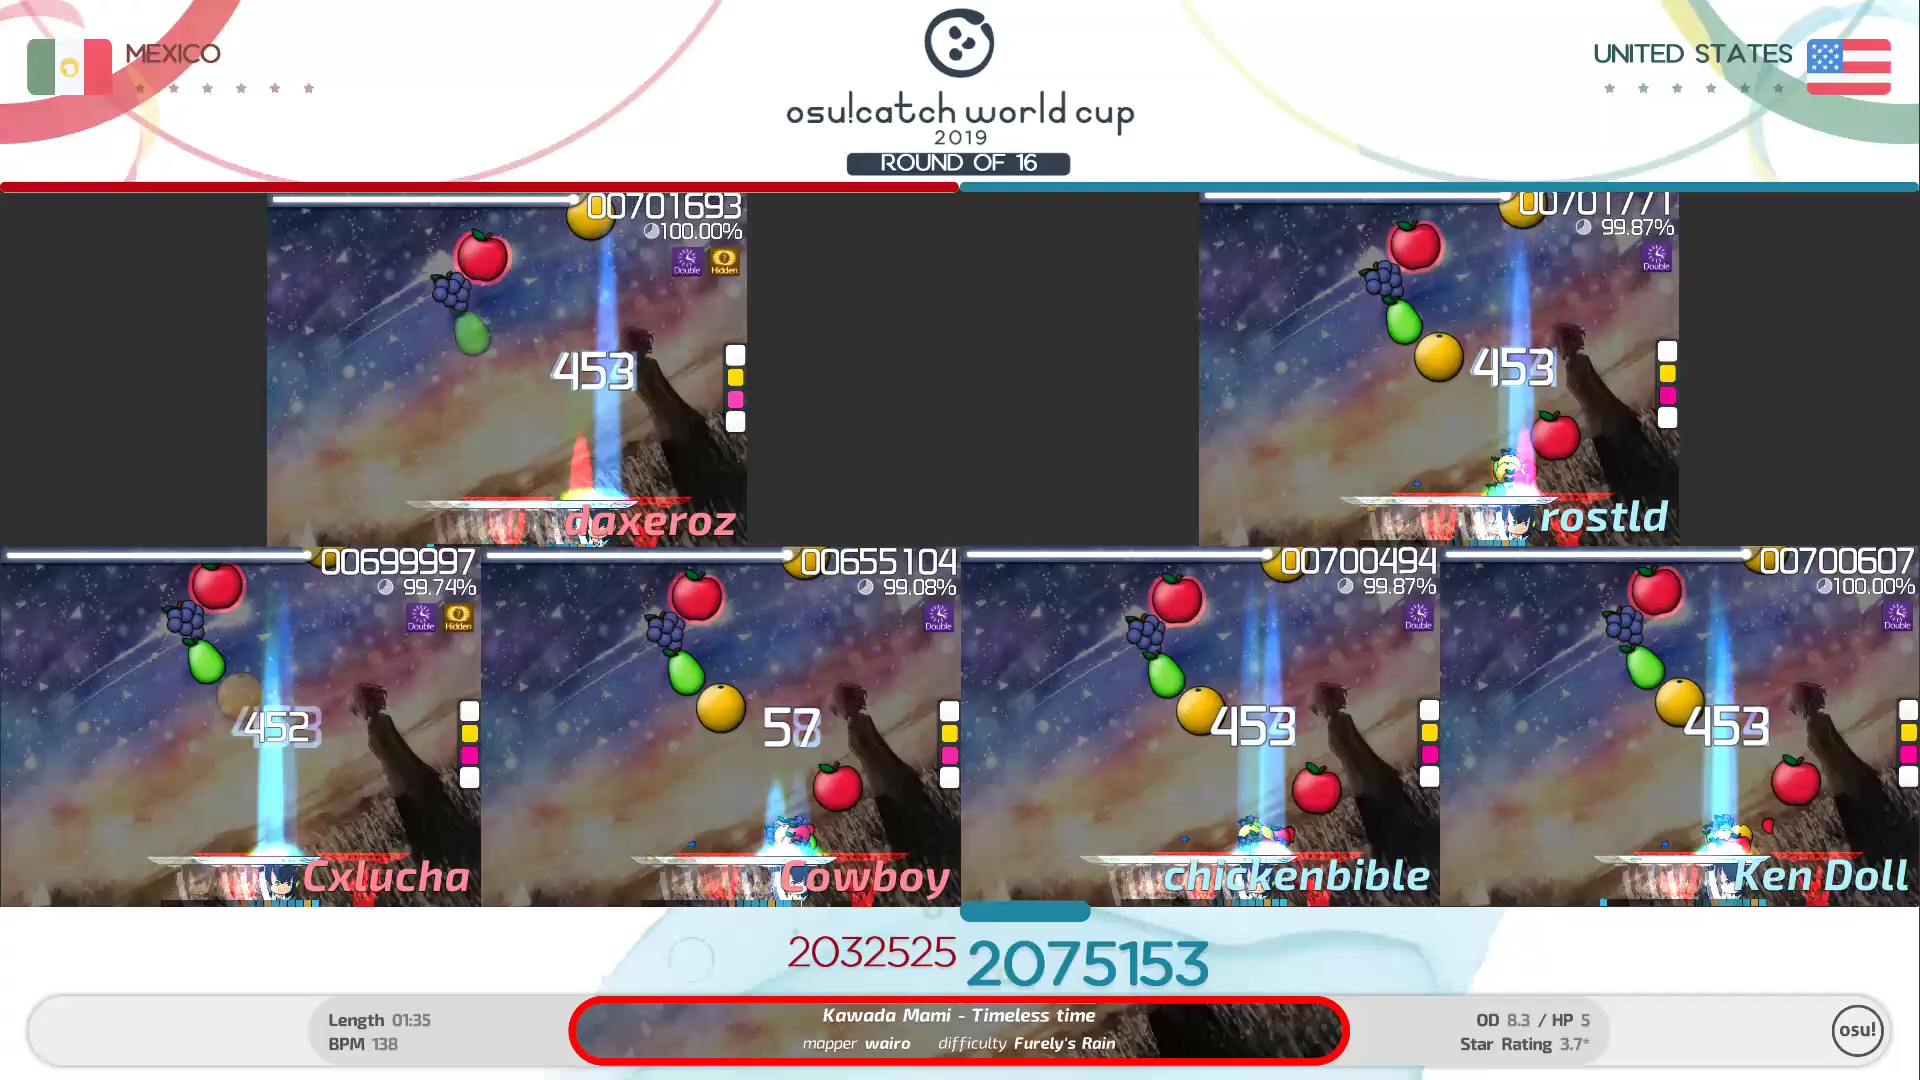 MEXICO
UNITED STATES
osu!catch world cup
2019
ROUND OF 16
00701693
100.00%
Double
Hidden
453
daxeroz
00701771
99.87%
Double
453
rostld
00699997
99.74%
Double
Hidden
452
Cxlucha
00655104
99.08%
Double
57
Cowboy
00700494
99.87%
Double
453
chickenbible
00700607
100.00%
Double
453
Ken Doll
2032525
2075153
Length 01:35
BPM 138
Kawada Mami - Timeless time
mapper wairo difficulty Furely's Rain
OD 8.3 / HP 5
Star Rating 3.7*
osu!